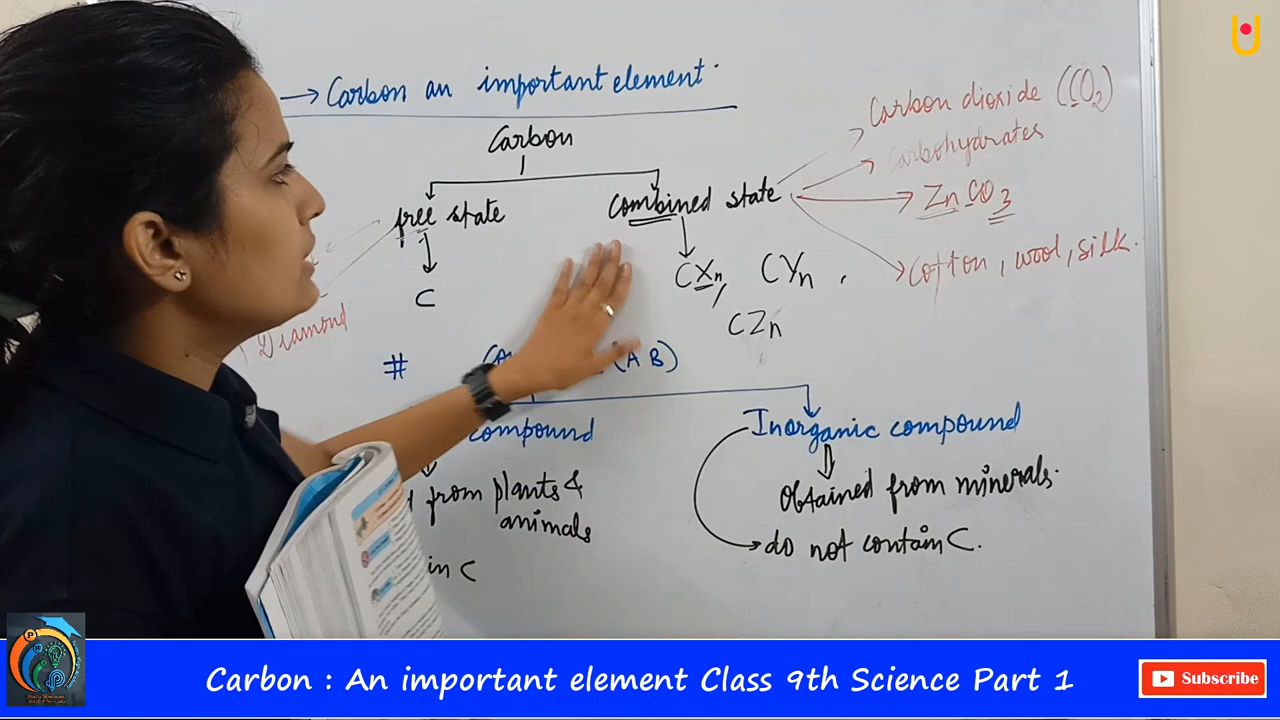 → Carbon an important element.
Carbon
free state
Combined state
C
CXn, CYn,
CZn
Diamond
Carbon dioxide (CO2)
Carbohydrates
ZnCO3
Cotton, wool, silk.
# (AB)
compound
from plants &
animals
in C
Inorganic compound
Obtained from minerals.
do not contain C.
Carbon : An important element Class 9th Science Part 1
Subscribe